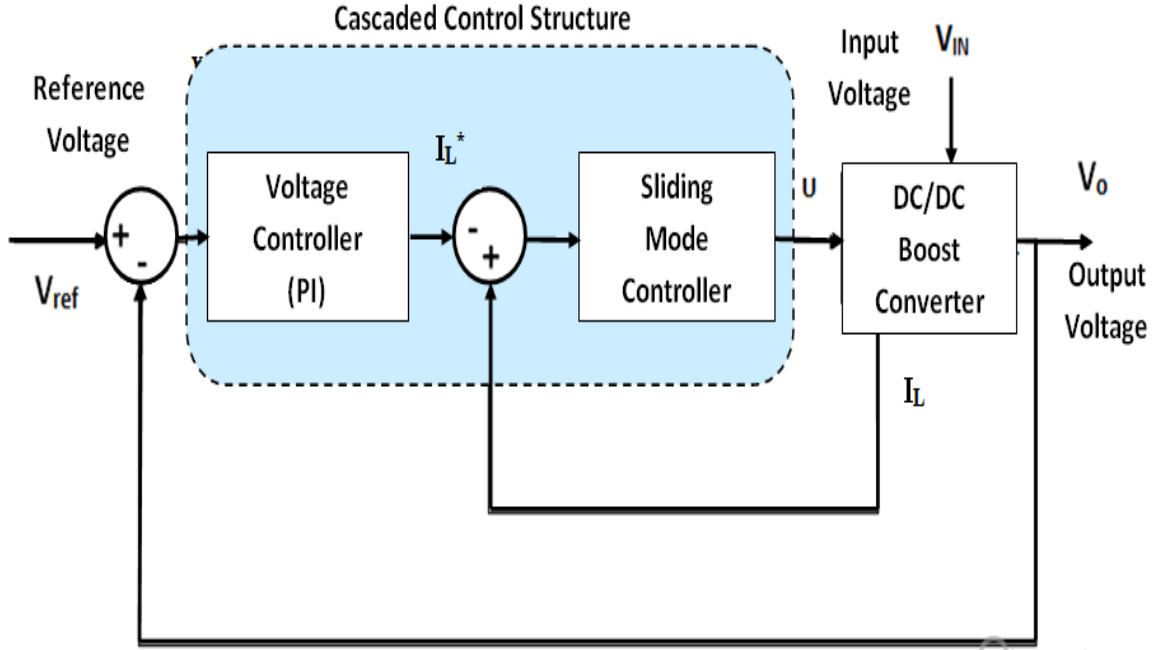 Cascaded Control Structure
Input
Voltage
V_IN
Reference
Voltage
I_L*
Voltage
Controller
(PI)
Sliding
Mode
Controller
U
DC/DC
Boost
Converter
V_o
+
-
-
+
V_ref
Output
Voltage
I_L